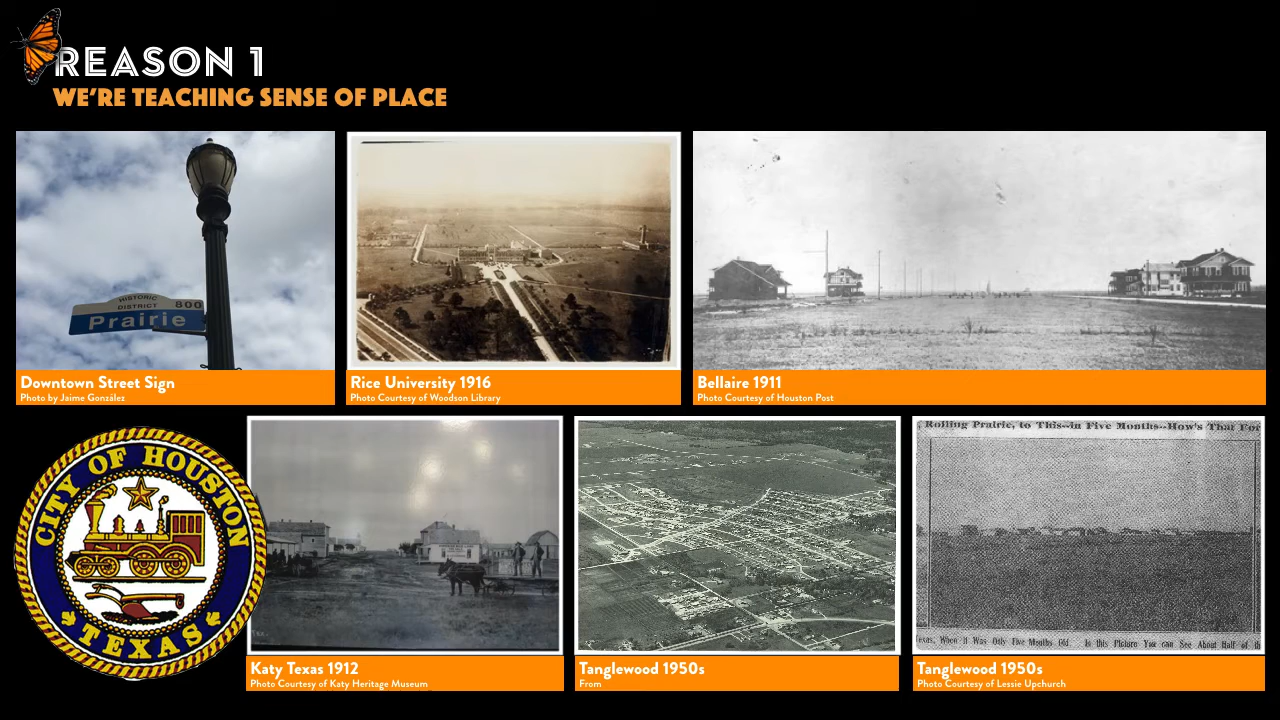 REASON 1
WE'RE TEACHING SENSE OF PLACE
HISTORIC
DISTRICT 800
Prairie
Downtown Street Sign
Photo by Jaime González
Rice University 1916
Photo Courtesy of Woodson Library
Bellaire 1911
Photo Courtesy of Houston Post
CITY OF HOUSTON
TEXAS
Katy Texas 1912
Photo Courtesy of Katy Heritage Museum
Tanglewood 1950s
From
Rolling Prairie, to This--in Five Months--How's That For
exas, When it Was Only Five Months Old. Is this Picture You can See About Half of th
Tanglewood 1950s
Photo Courtesy of Lessie Upchurch